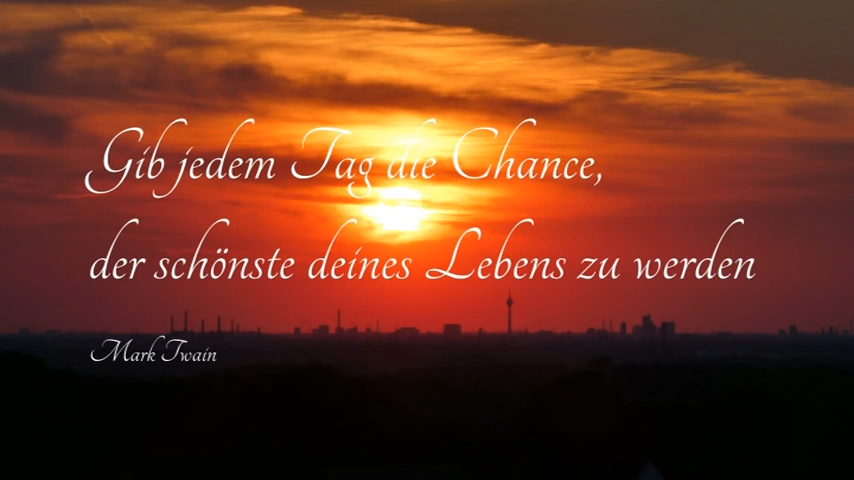 Gib jedem Tag die Chance,
der schönste deines Lebens zu werden
Mark Twain